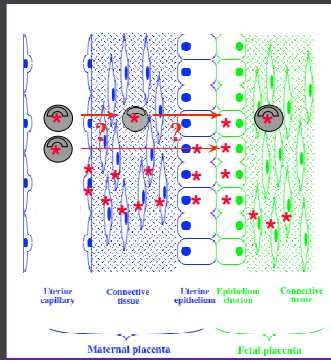 ? ?
Uterine Connective Uterine Epithelium Connective
capillary tissue epithelium chorion tissue
Maternal placenta Fetal placenta